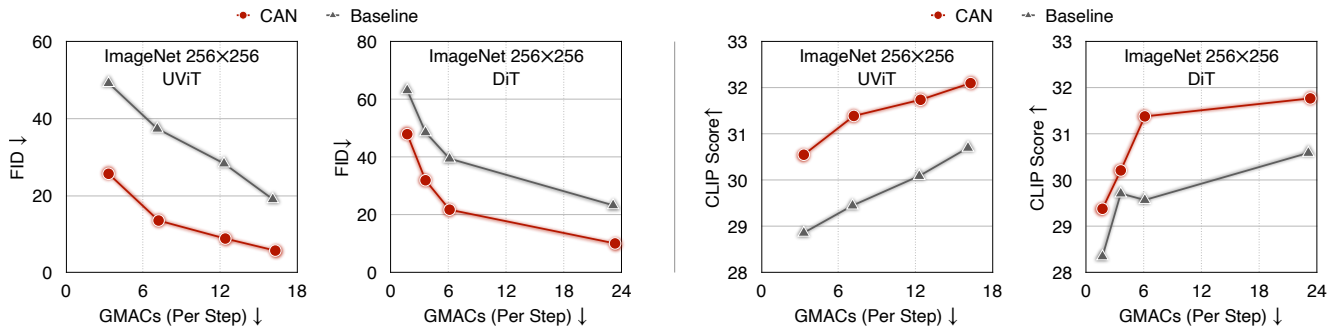 CAN Baseline
ImageNet 256×256
UViT
FID ↓
60
40
20
0
0 6 12 18
GMACs (Per Step) ↓
ImageNet 256×256
DiT
FID↓
80
60
40
20
0
0 6 12 18 24
GMACs (Per Step) ↓
CAN Baseline
ImageNet 256×256
UViT
CLIP Score↑
33
32
31
30
29
28
0 6 12 18
GMACs (Per Step) ↓
ImageNet 256×256
DiT
CLIP Score ↑
33
32
31
30
29
28
0 6 12 18 24
GMACs (Per Step) ↓